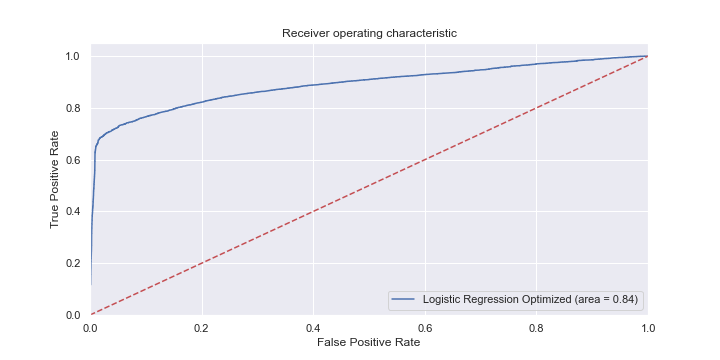 Receiver operating characteristic
True Positive Rate
1.0
0.8
0.6
0.4
0.2
0.0
Logistic Regression Optimized (area = 0.84)
0.0 0.2 0.4 0.6 0.8 1.0
False Positive Rate